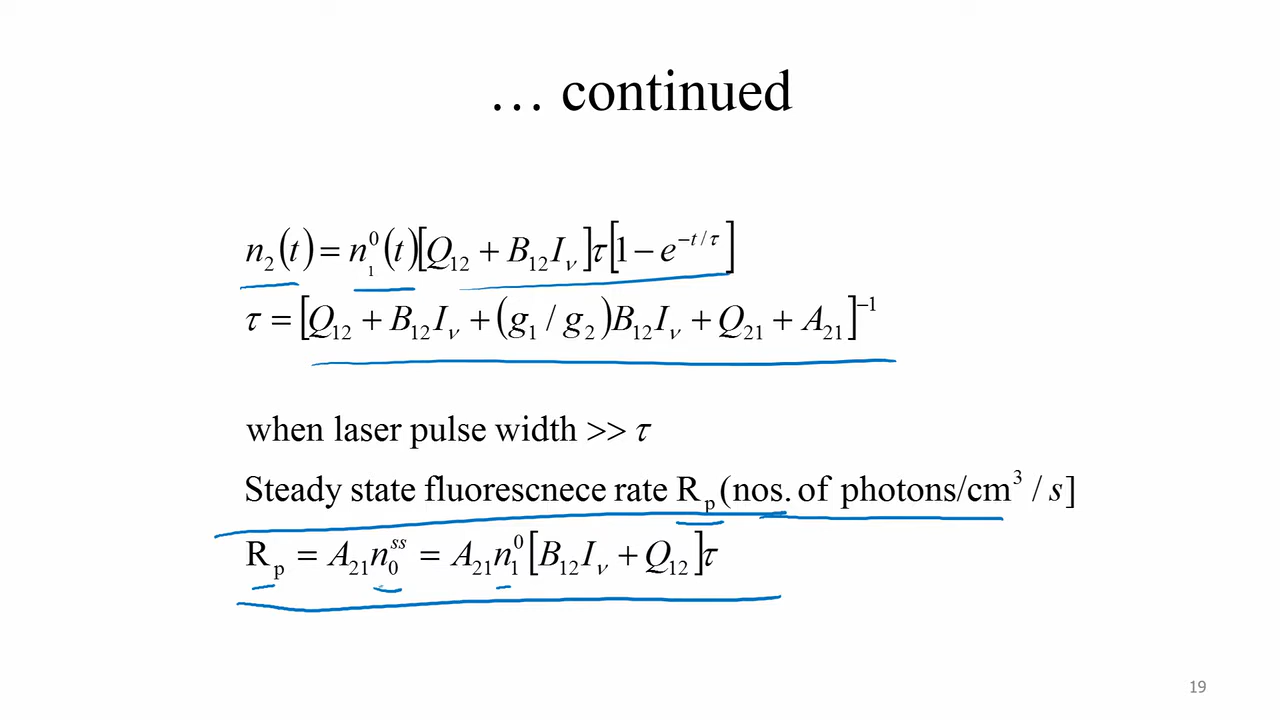 … continued
n₂(t) = n₁⁰(t)[Q₁₂ + B₁₂I_ν]τ[1 − e^{−t/τ}]
τ = [Q₁₂ + B₁₂I_ν + (g₁ / g₂)B₁₂I_ν + Q₂₁ + A₂₁]⁻¹
when laser pulse width >> τ
Steady state fluorescnece rate R_p (nos. of photons/cm³ / s]
R_p = A₂₁n₀^{ss} = A₂₁n₁⁰[B₁₂I_ν + Q₁₂]τ
19